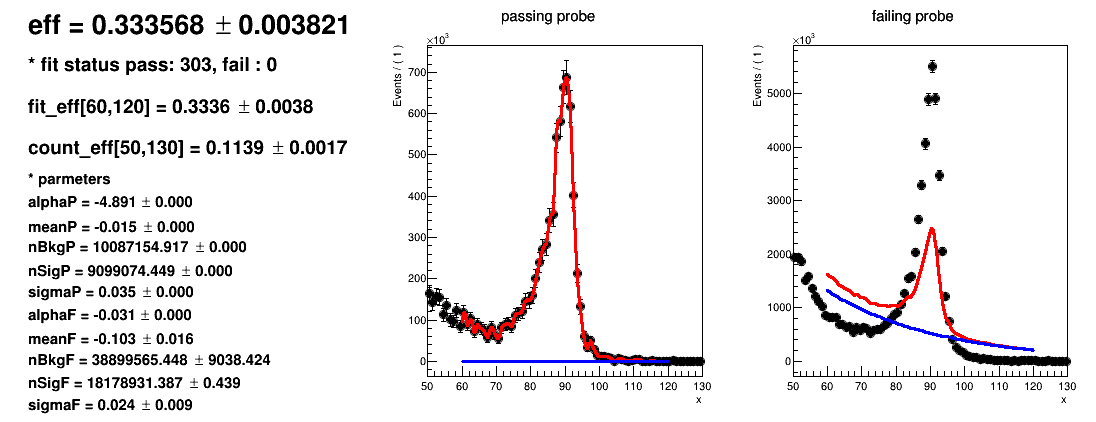 eff = 0.333568 ± 0.003821
* fit status pass: 303, fail : 0
fit_eff[60,120] = 0.3336 ± 0.0038
count_eff[50,130] = 0.1139 ± 0.0017
* parmeters
alphaP = -4.891 ± 0.000
meanP = -0.015 ± 0.000
nBkgP = 10087154.917 ± 0.000
nSigP = 9099074.449 ± 0.000
sigmaP = 0.035 ± 0.000
alphaF = -0.031 ± 0.000
meanF = -0.103 ± 0.016
nBkgF = 38899565.448 ± 9038.424
nSigF = 18178931.387 ± 0.439
sigmaF = 0.024 ± 0.009
passing probe
×10³
Events / ( 1 )
700
600
500
400
300
200
100
0
50 60 70 80 90 100 110 120 130
x
failing probe
×10³
Events / ( 1 )
5000
4000
3000
2000
1000
0
50 60 70 80 90 100 110 120 130
x